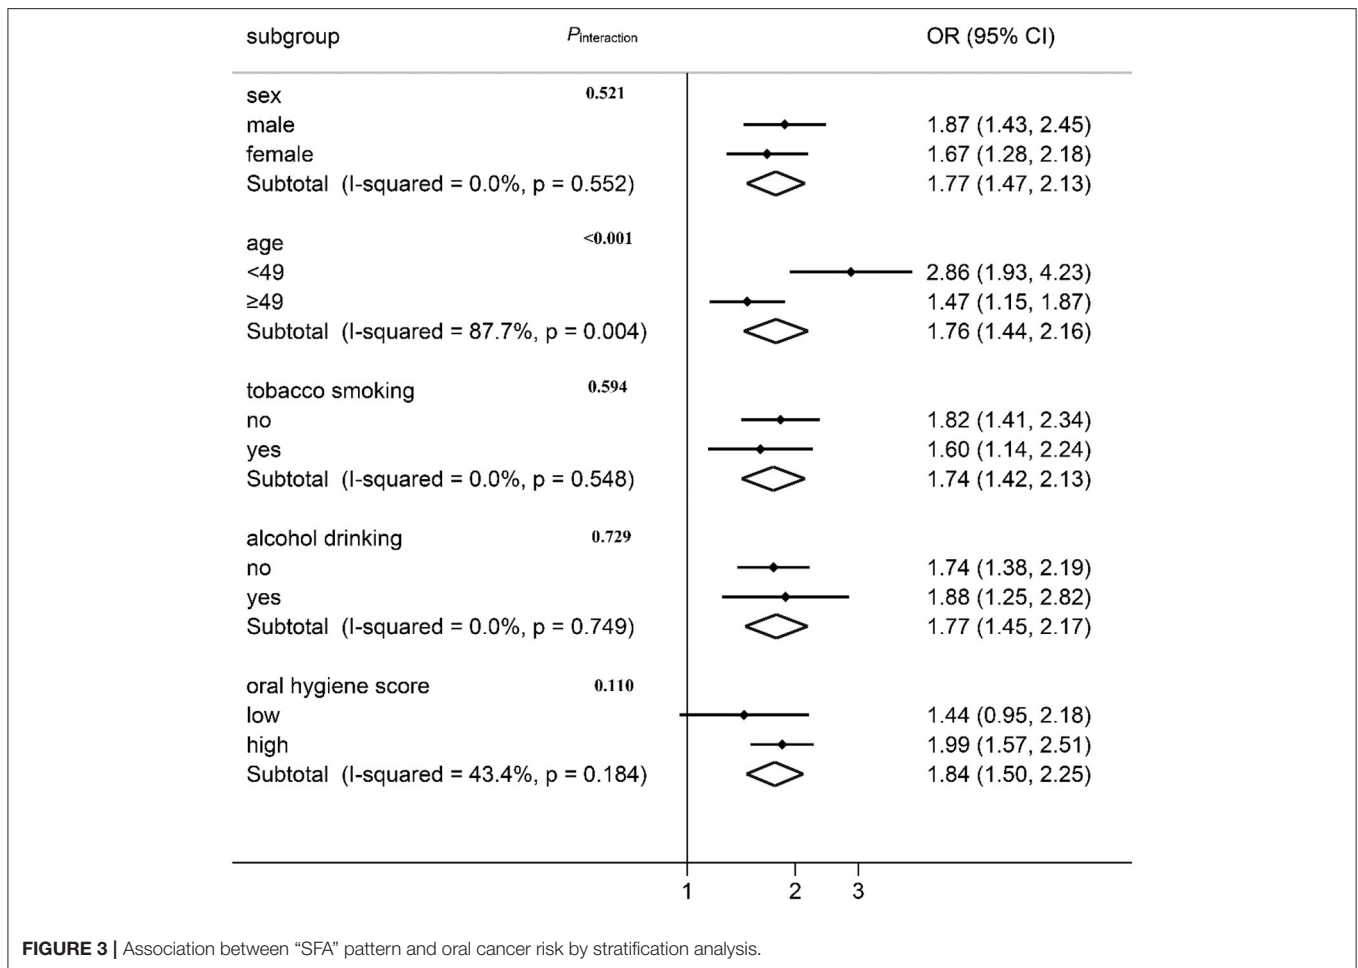 subgroup Pinteraction OR (95% CI)
sex 0.521
male 1.87 (1.43, 2.45)
female 1.67 (1.28, 2.18)
Subtotal (I-squared = 0.0%, p = 0.552) 1.77 (1.47, 2.13)
age <0.001
<49 2.86 (1.93, 4.23)
≥49 1.47 (1.15, 1.87)
Subtotal (I-squared = 87.7%, p = 0.004) 1.76 (1.44, 2.16)
tobacco smoking 0.594
no 1.82 (1.41, 2.34)
yes 1.60 (1.14, 2.24)
Subtotal (I-squared = 0.0%, p = 0.548) 1.74 (1.42, 2.13)
alcohol drinking 0.729
no 1.74 (1.38, 2.19)
yes 1.88 (1.25, 2.82)
Subtotal (I-squared = 0.0%, p = 0.749) 1.77 (1.45, 2.17)
oral hygiene score 0.110
low 1.44 (0.95, 2.18)
high 1.99 (1.57, 2.51)
Subtotal (I-squared = 43.4%, p = 0.184) 1.84 (1.50, 2.25)
1 2 3
FIGURE 3 | Association between “SFA” pattern and oral cancer risk by stratification analysis.